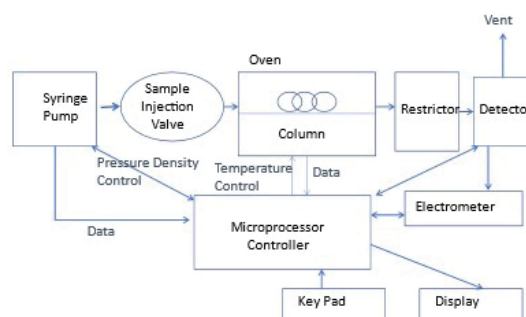 Vent
Oven
Syringe
Pump
Sample
Injection
Valve
Column
Restrictor
Detector
Pressure Density
Control
Temperature
Control
Data
Data
Microprocessor
Controller
Electrometer
Key Pad
Display